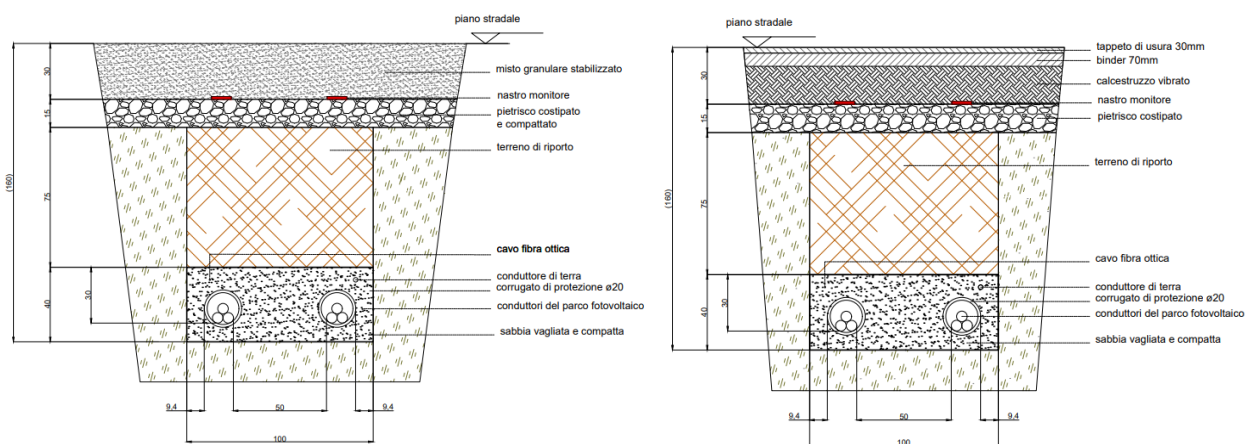 piano stradale
misto granulare stabilizzato
nastro monitore
pietrisco costipato
e compattato
terreno di riporto
cavo fibra ottica
conduttore di terra
corrugato di protezione ø20
conduttori del parco fotovoltaico
sabbia vagliata e compatta
(160)
30
15
75
40
30
9,4
50
9,4
100
piano stradale
tappeto di usura 30mm
binder 70mm
calcestruzzo vibrato
nastro monitore
pietrisco costipato
terreno di riporto
cavo fibra ottica
conduttore di terra
corrugato di protezione ø20
conduttori del parco fotovoltaico
sabbia vagliata e compatta
(160)
30
15
75
40
30
9,4
50
9,4
100